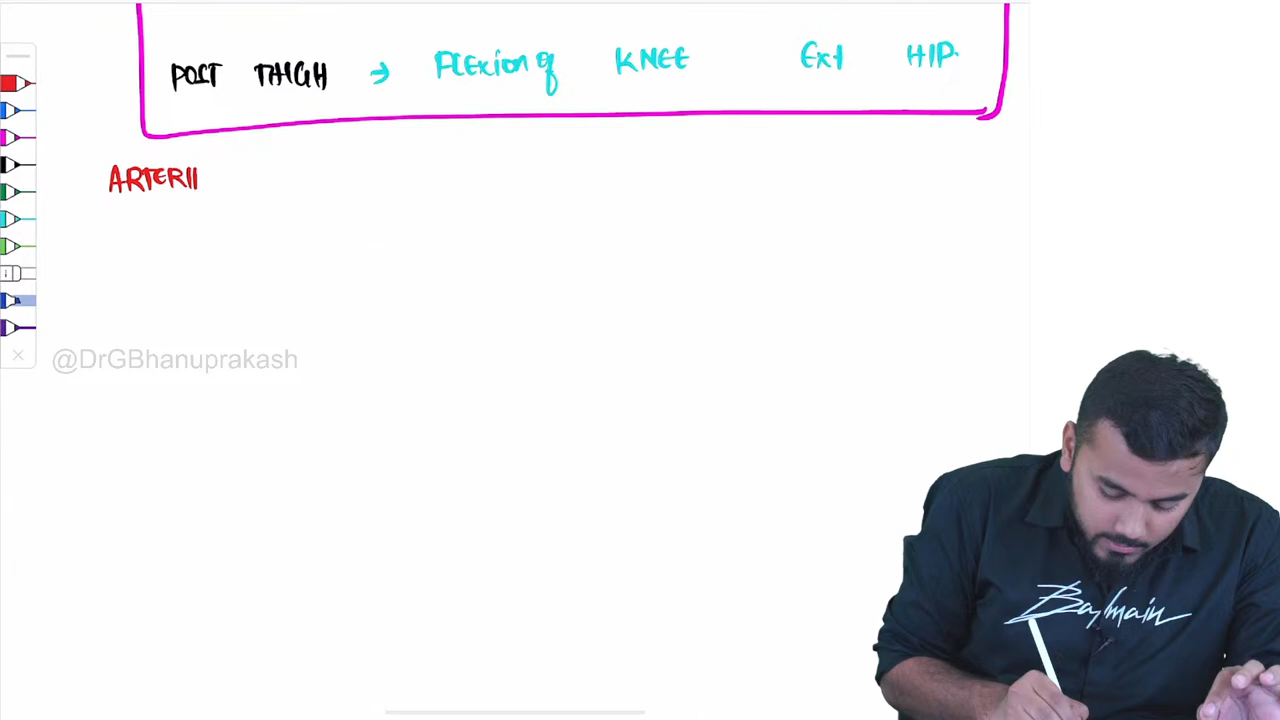 POST THIGH → Flexion of KNEE Ext HIP.
ARTERII
@DrGBhanuprakash
Balmain